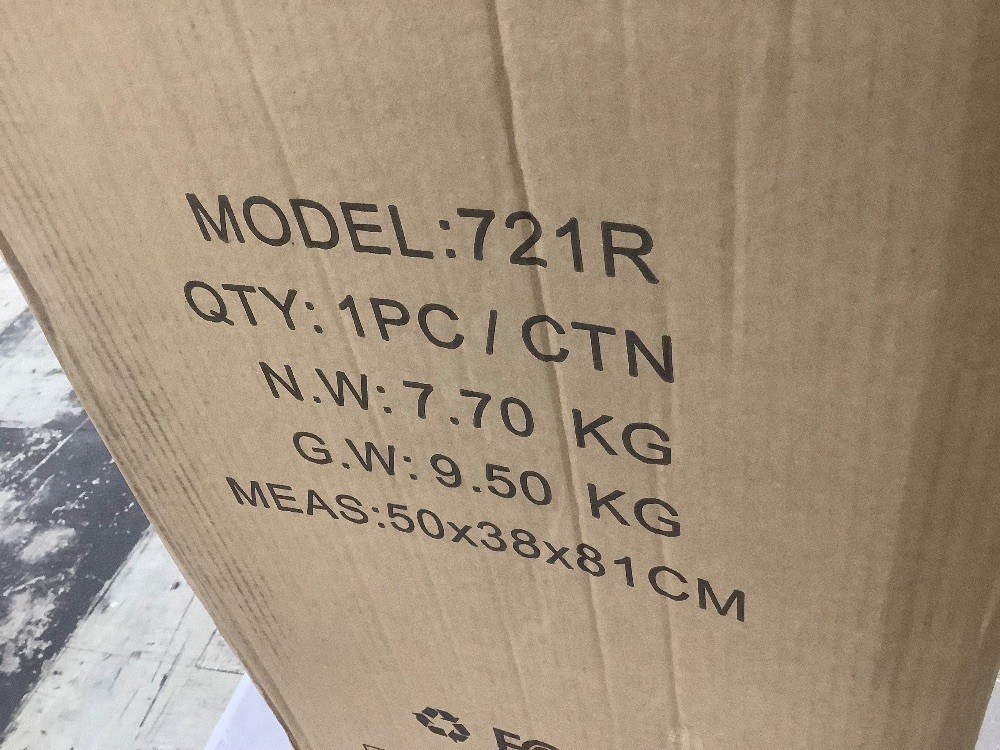 MODEL:721R
QTY: 1PC / CTN
N.W: 7.70 KG
G.W: 9.50 KG
MEAS:50x38x81CM